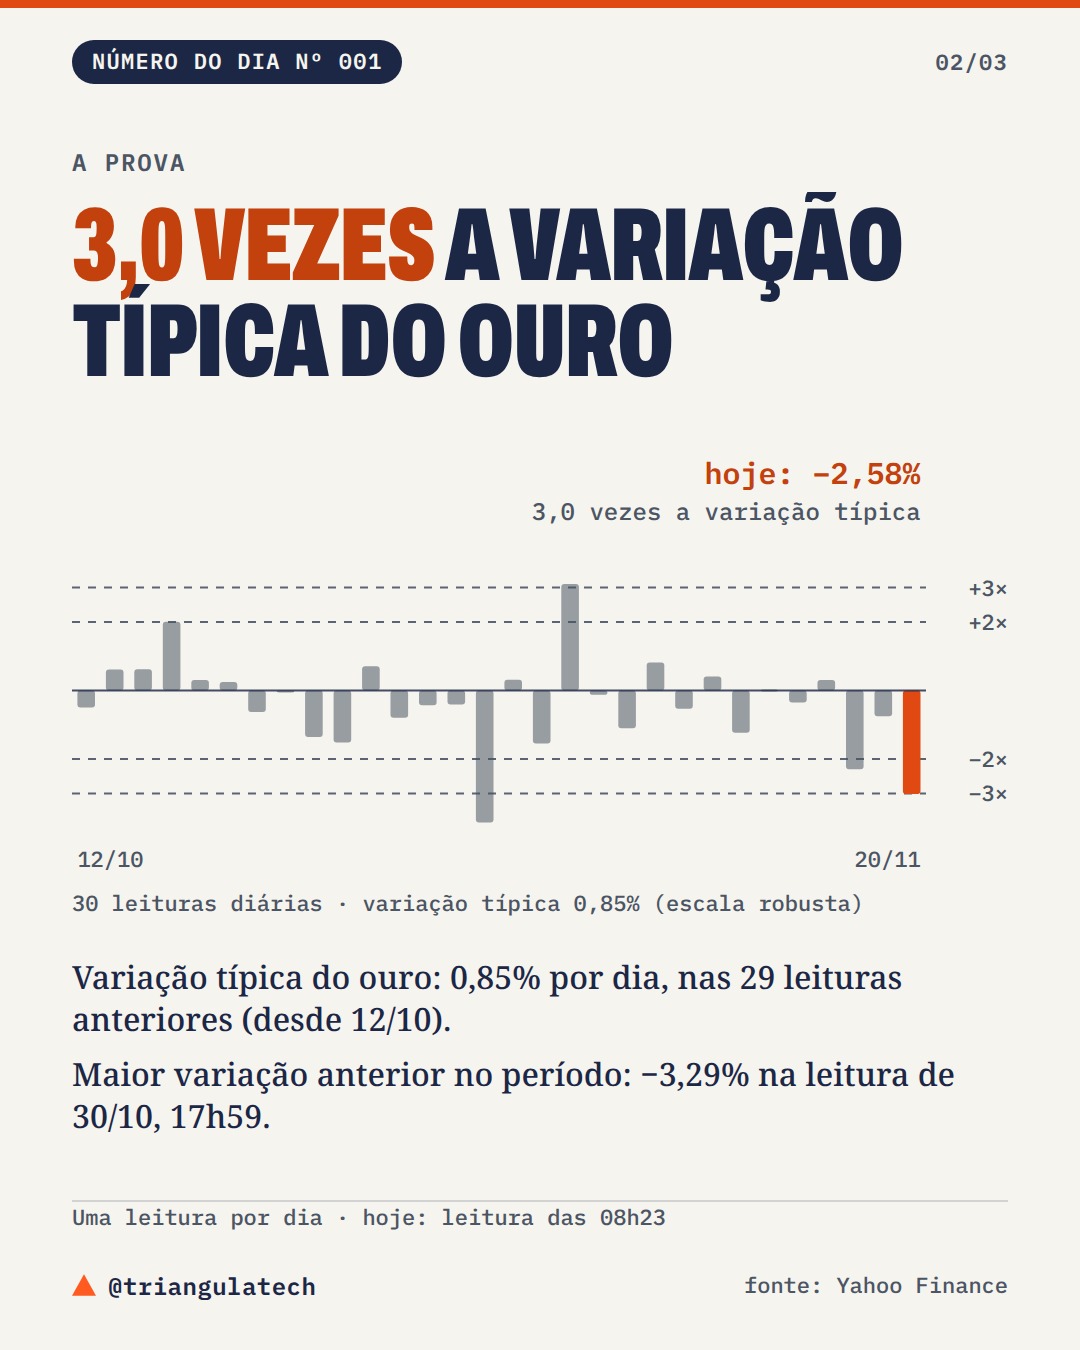 NÚMERO DO DIA Nº 001
02/03
A PROVA
3,0 VEZES A VARIAÇÃO
TÍPICA DO OURO
hoje: −2,58%
3,0 vezes a variação típica
+3×
+2×
−2×
−3×
12/10
20/11
30 leituras diárias · variação típica 0,85% (escala robusta)
Variação típica do ouro: 0,85% por dia, nas 29 leituras
anteriores (desde 12/10).
Maior variação anterior no período: −3,29% na leitura de
30/10, 17h59.
Uma leitura por dia · hoje: leitura das 08h23
@triangulatech
fonte: Yahoo Finance